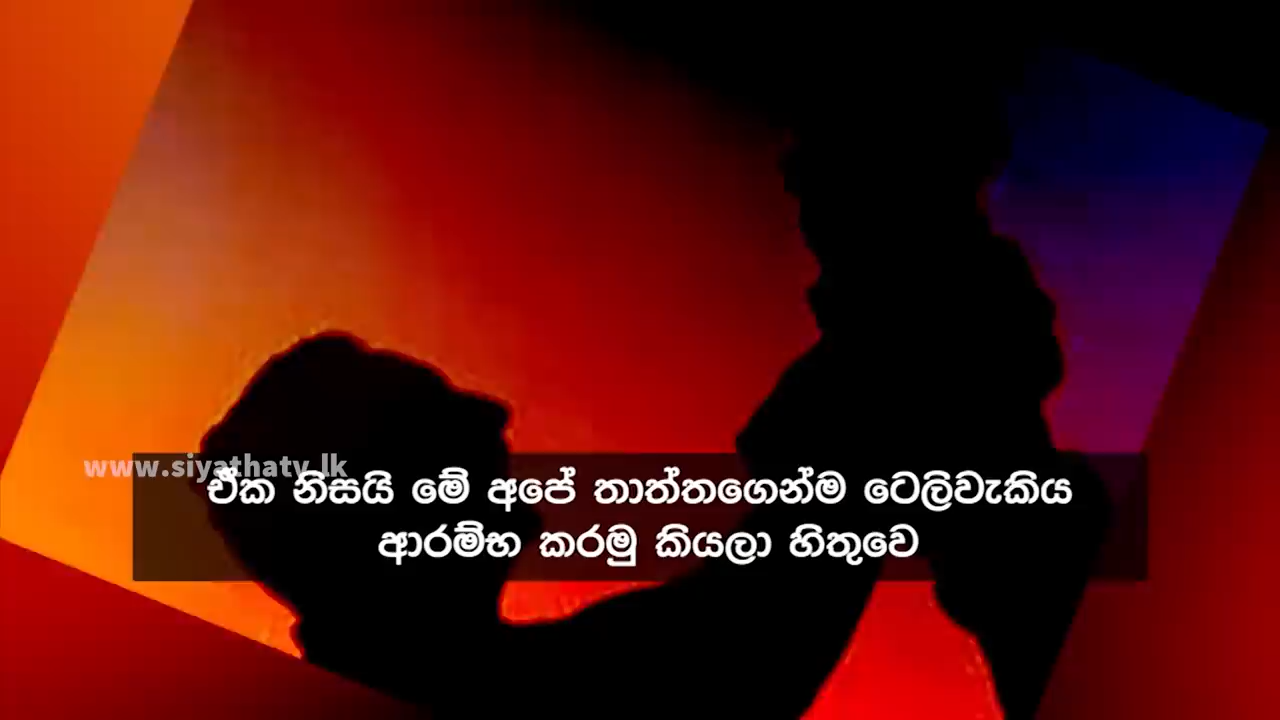 www.siyathatv.lk
ඒක නිසයි මේ අපේ තාත්තගෙන්ම ටෙලිවැකිය
ආරම්භ කරමු කියලා හිතුවෙ